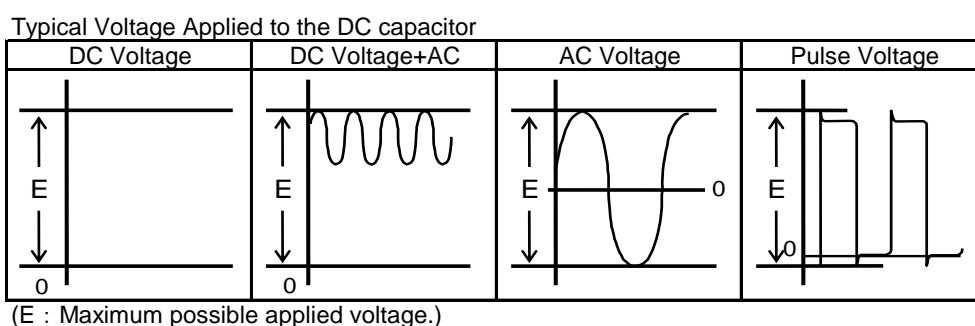 Typical Voltage Applied to the DC capacitor
DC Voltage DC Voltage+AC AC Voltage Pulse Voltage
E E E 0 E
0
0 0
(E：Maximum possible applied voltage.)